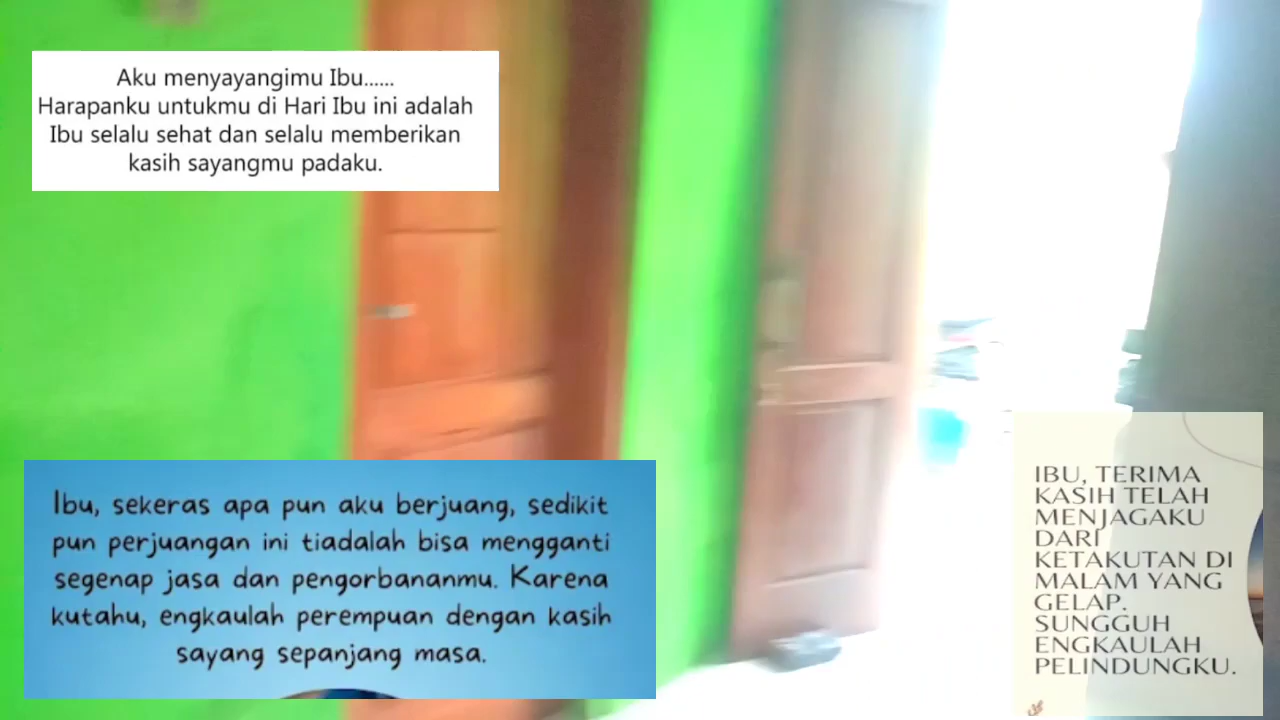 Aku menyayangimu Ibu......
Harapanku untukmu di Hari Ibu ini adalah
Ibu selalu sehat dan selalu memberikan
kasih sayangmu padaku.
Ibu, sekeras apa pun aku berjuang, sedikit
pun perjuangan ini tiadalah bisa mengganti
segenap jasa dan pengorbananmu. Karena
kutahu, engkaulah perempuan dengan kasih
sayang sepanjang masa.
IBU, TERIMA
KASIH TELAH
MENJAGAKU
DARI
KETAKUTAN DI
MALAM YANG
GELAP.
SUNGGUH
ENGKAULAH
PELINDUNGKU.